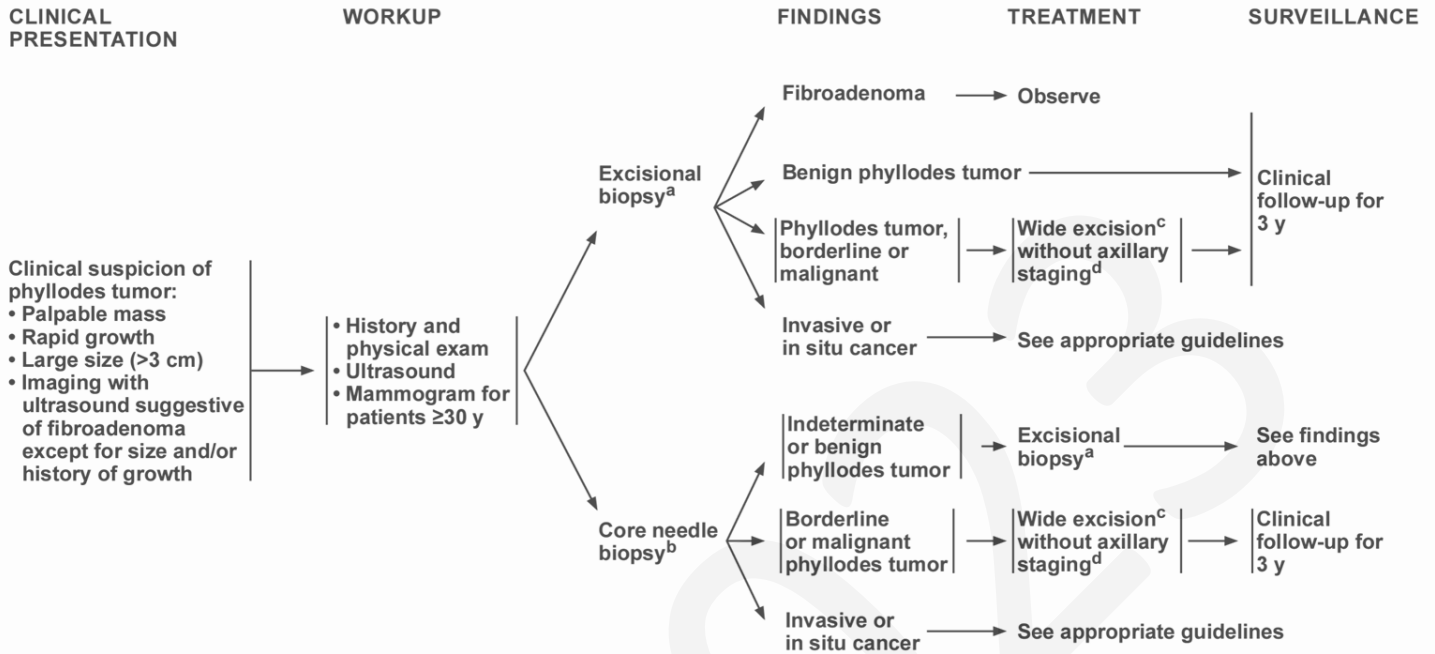 CLINICAL
PRESENTATION
WORKUP
FINDINGS
TREATMENT
SURVEILLANCE
Clinical suspicion of
phyllodes tumor:
• Palpable mass
• Rapid growth
• Large size (>3 cm)
• Imaging with
ultrasound suggestive
of fibroadenoma
except for size and/or
history of growth
• History and
physical exam
• Ultrasound
• Mammogram for
patients ≥30 y
Excisional
biopsyᵃ
Fibroadenoma
Observe
Benign phyllodes tumor
Phyllodes tumor,
borderline or
malignant
Wide excisionᶜ
without axillary
stagingᵈ
Clinical
follow-up for
3 y
Invasive or
in situ cancer
See appropriate guidelines
Core needle
biopsyᵇ
Indeterminate
or benign
phyllodes tumor
Excisional
biopsyᵃ
See findings
above
Borderline
or malignant
phyllodes tumor
Wide excisionᶜ
without axillary
stagingᵈ
Clinical
follow-up for
3 y
Invasive or
in situ cancer
See appropriate guidelines